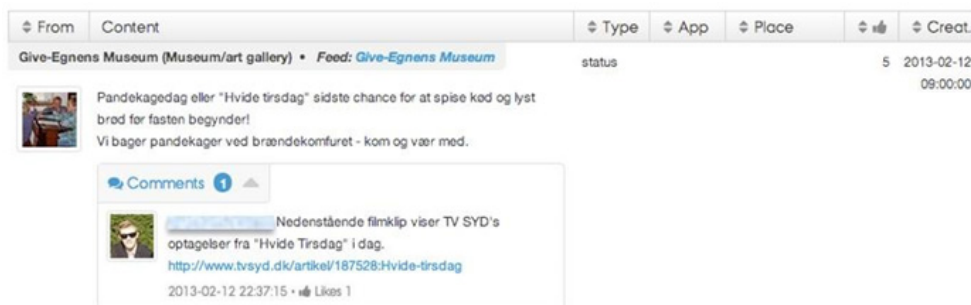 From Content Type App Place Creat.
Give-Egnens Museum (Museum/art gallery) • Feed: Give-Egnens Museum status 5 2013-02-12
09:00:00
Pandekagedag eller "Hvide tirsdag" sidste chance for at spise kød og lyst
brød før fasten begynder!
Vi bager pandekager ved brændekomfuret - kom og vær med.
Comments 1
Nedenstående filmklip viser TV SYD's
optagelser fra "Hvide Tirsdag" i dag.
http://www.tvsyd.dk/artikel/187528:Hvide-tirsdag
2013-02-12 22:37:15 • Likes 1